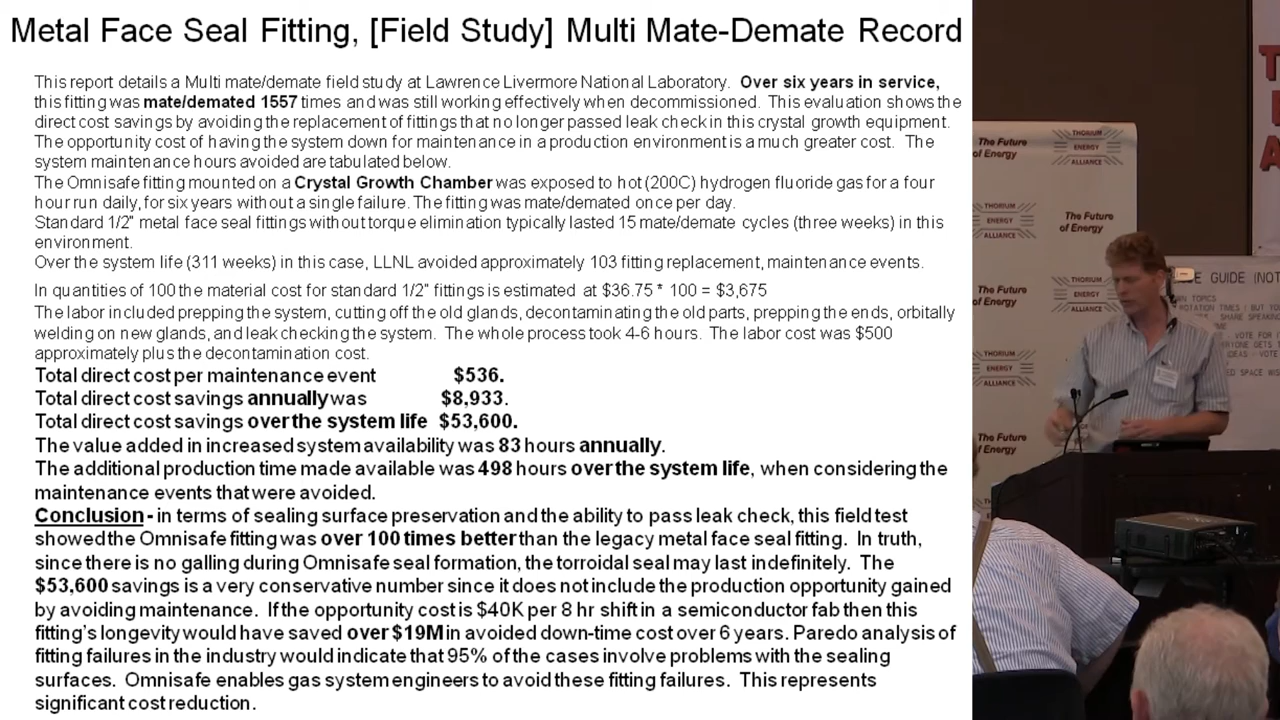 Metal Face Seal Fitting, [Field Study] Multi Mate-Demate Record
This report details a Multi mate/demate field study at Lawrence Livermore National Laboratory. Over six years in service,
this fitting was mate/demated 1557 times and was still working effectively when decommissioned. This evaluation shows the
direct cost savings by avoiding the replacement of fittings that no longer passed leak check in this crystal growth equipment.
The opportunity cost of having the system down for maintenance in a production environment is a much greater cost. The
system maintenance hours avoided are tabulated below.
The Omnisafe fitting mounted on a Crystal Growth Chamber was exposed to hot (200C) hydrogen fluoride gas for a four
hour run daily, for six years without a single failure. The fitting was mate/demated once per day.
Standard 1/2" metal face seal fittings without torque elimination typically lasted 15 mate/demate cycles (three weeks) in this
environment.
Over the system life (311 weeks) in this case, LLNL avoided approximately 103 fitting replacement, maintenance events.
In quantities of 100 the material cost for standard 1/2" fittings is estimated at $36.75 * 100 = $3,675
The labor included prepping the system, cutting off the old glands, decontaminating the old parts, prepping the ends, orbitally
welding on new glands, and leak checking the system. The whole process took 4-6 hours. The labor cost was $500
approximately plus the decontamination cost.
Total direct cost per maintenance event $536.
Total direct cost savings annually was $8,933.
Total direct cost savings over the system life $53,600.
The value added in increased system availability was 83 hours annually.
The additional production time made available was 498 hours over the system life, when considering the
maintenance events that were avoided.
Conclusion - in terms of sealing surface preservation and the ability to pass leak check, this field test
showed the Omnisafe fitting was over 100 times better than the legacy metal face seal fitting. In truth,
since there is no galling during Omnisafe seal formation, the torroidal seal may last indefinitely. The
$53,600 savings is a very conservative number since it does not include the production opportunity gained
by avoiding maintenance. If the opportunity cost is $40K per 8 hr shift in a semiconductor fab then this
fitting's longevity would have saved over $19M in avoided down-time cost over 6 years. Paredo analysis of
fitting failures in the industry would indicate that 95% of the cases involve problems with the sealing
surfaces. Omnisafe enables gas system engineers to avoid these fitting failures. This represents
significant cost reduction.
The Future
of Energy
THORIUM
ENERGY
ALLIANCE
THORIUM
ENERGY
ALLIANCE
The Future
of Energy
The Future
of Energy
THORIUM
ENERGY
ALLIANCE
THORIUM
ENERGY
ALLIANCE
The Future
of Energy
GUIDE (NOT
TOPICS